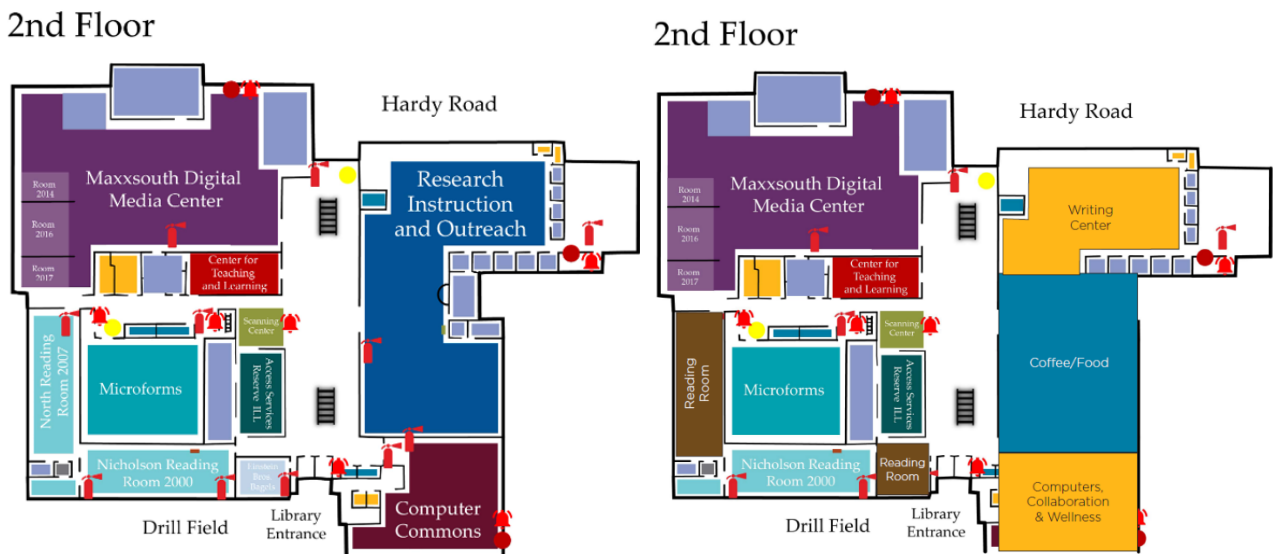 2nd Floor
Hardy Road
Maxxsouth Digital
Media Center
Research
Instruction
and Outreach
Room
2014
Room
2016
Room
2017
Center for
Teaching
and Learning
North Reading
Room 2007
Scanning
Center
Microforms
Access Services
Reserve ILL
Nicholson Reading
Room 2000
Einstein
Bros
Bagels
Computer
Commons
Drill Field
Library
Entrance
2nd Floor
Hardy Road
Maxxsouth Digital
Media Center
Writing
Center
Room
2014
Room
2016
Room
2017
Center for
Teaching
and Learning
Reading
Room
Scanning
Center
Microforms
Access Services
Reserve ILL
Coffee/Food
Nicholson Reading
Room 2000
Reading
Room
Computers,
Collaboration
& Wellness
Drill Field
Library
Entrance